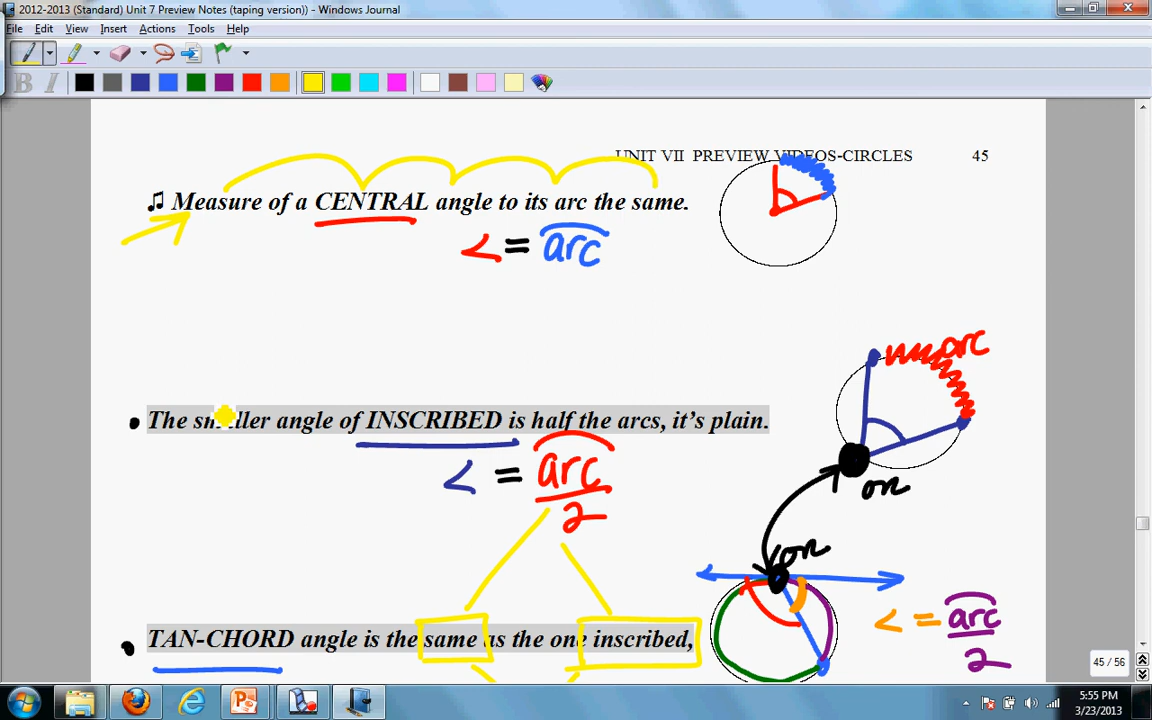 2012-2013 (Standard) Unit 7 Preview Notes (taping version)) - Windows Journal
File Edit View Insert Actions Tools Help
B I
UNIT VII PREVIEW VIDEOS-CIRCLES 45
♫ Measure of a CENTRAL angle to its arc the same.
< = arc
arc
• The smaller angle of INSCRIBED is half the arcs, it's plain.
< = arc/2
on
on
• TAN-CHORD angle is the same as the one inscribed,
< = arc/2
45 / 56
5:55 PM
3/23/2013